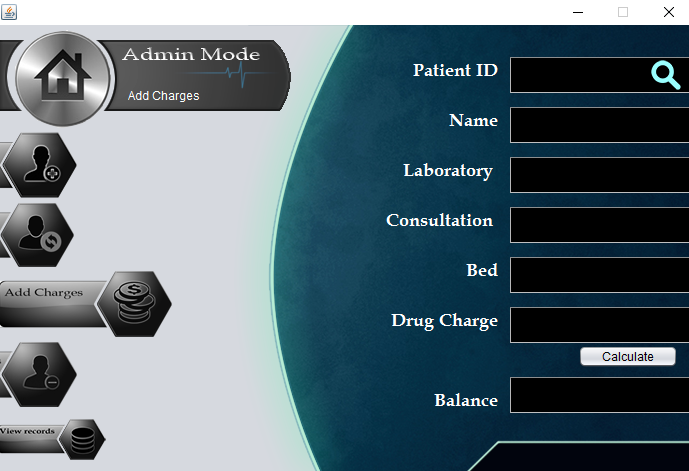 Admin Mode
Add Charges
Add Charges
View records
Patient ID
Name
Laboratory
Consultation
Bed
Drug Charge
Calculate
Balance